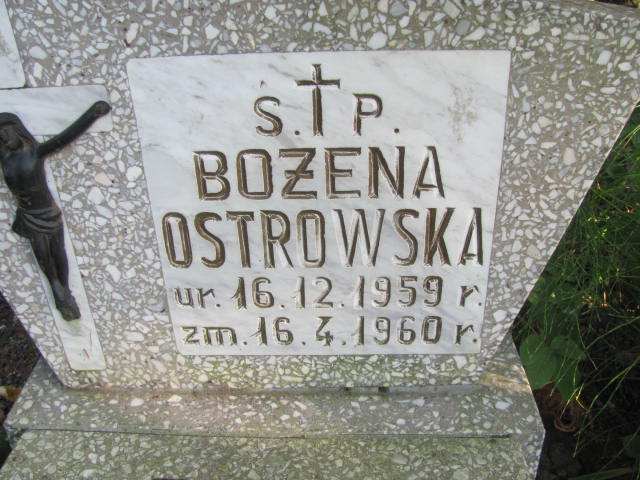 Ś. † P.
BOŻENA
OSTROWSKA
ur. 16.12.1959 r.
zm. 16.4.1960 r.